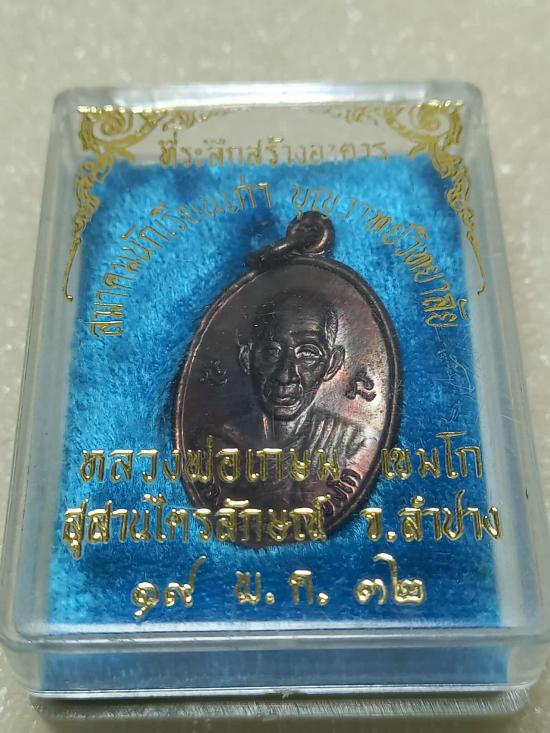 ที่ระลึกสร้างอาคาร
สมาคมนักเรียนเก่า บุญวาทย์วิทยาลัย
หลวงพ่อเกษม เขมโก
สุสานไตรลักษณ์ จ.ลำปาง
๑๙ ม.ค. ๓๒